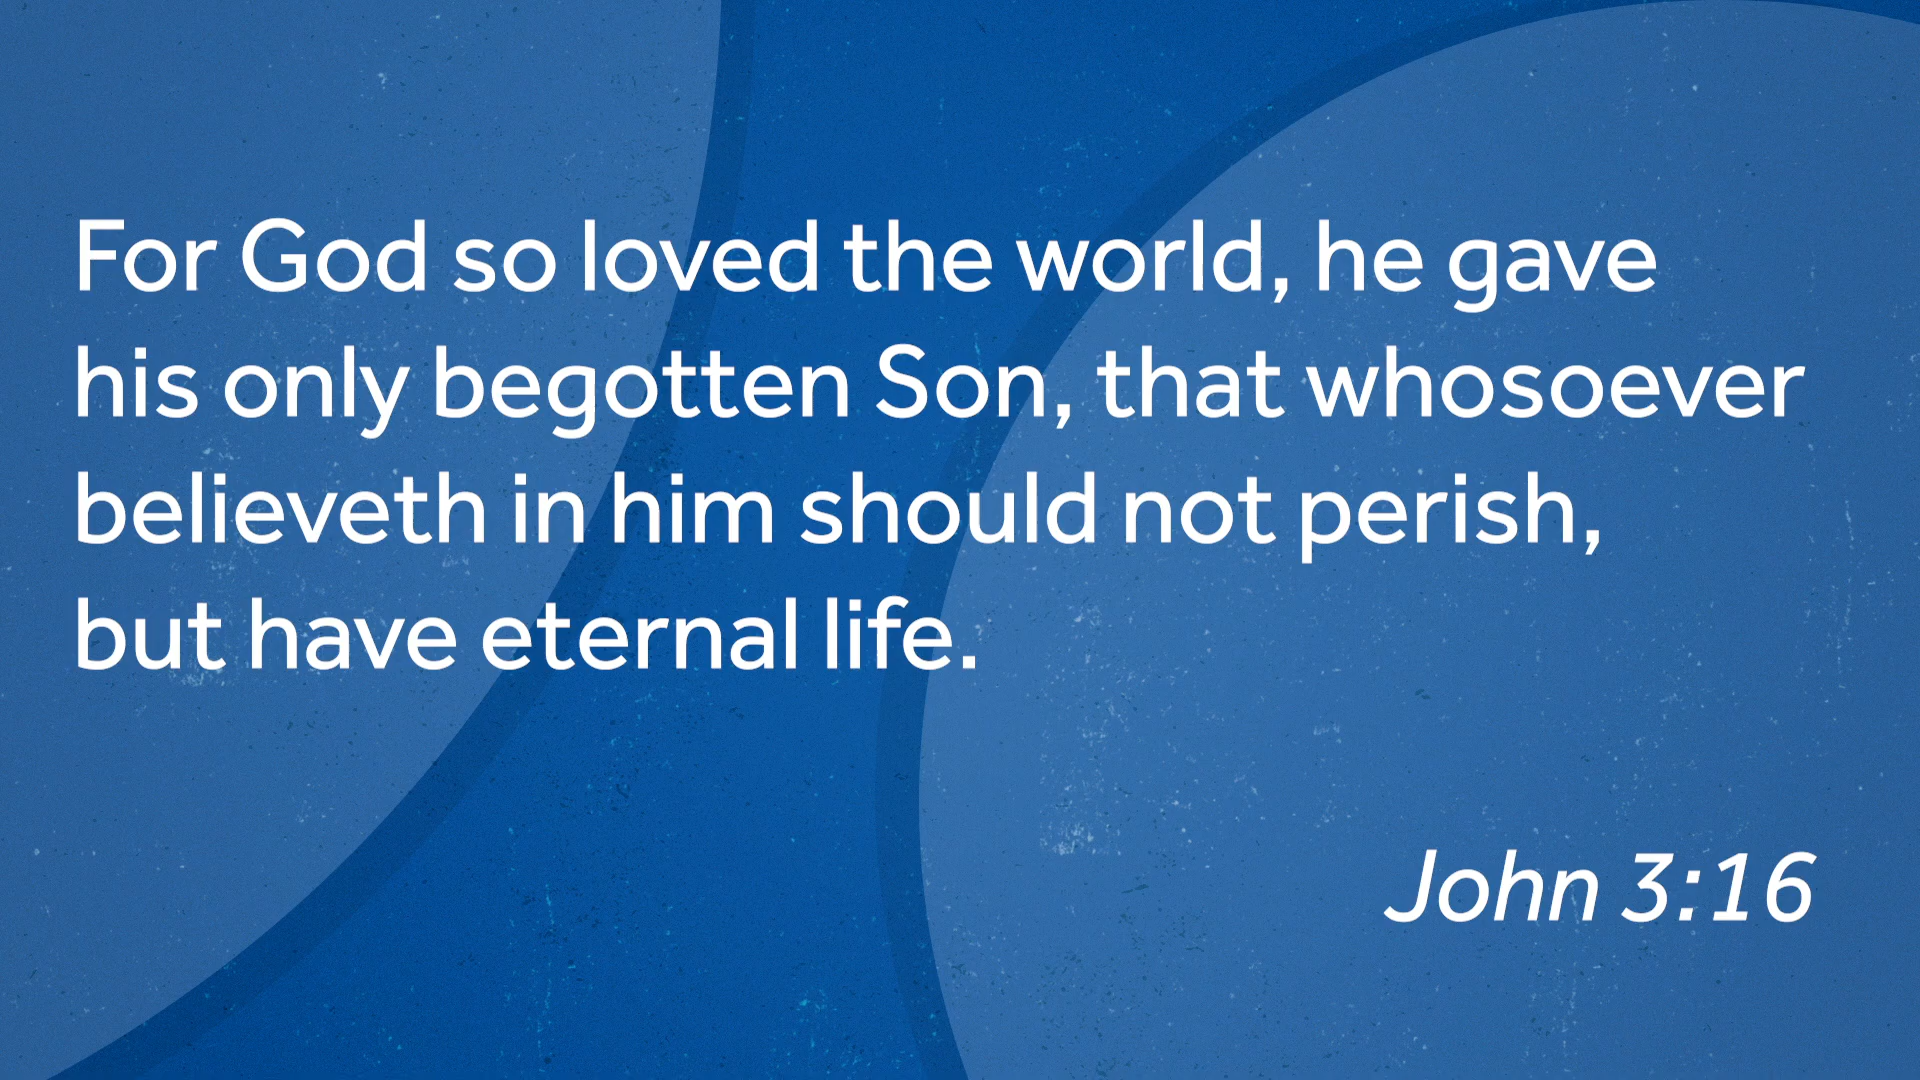 For God so loved the world, he gave
his only begotten Son, that whosoever
believeth in him should not perish,
but have eternal life.
John 3:16